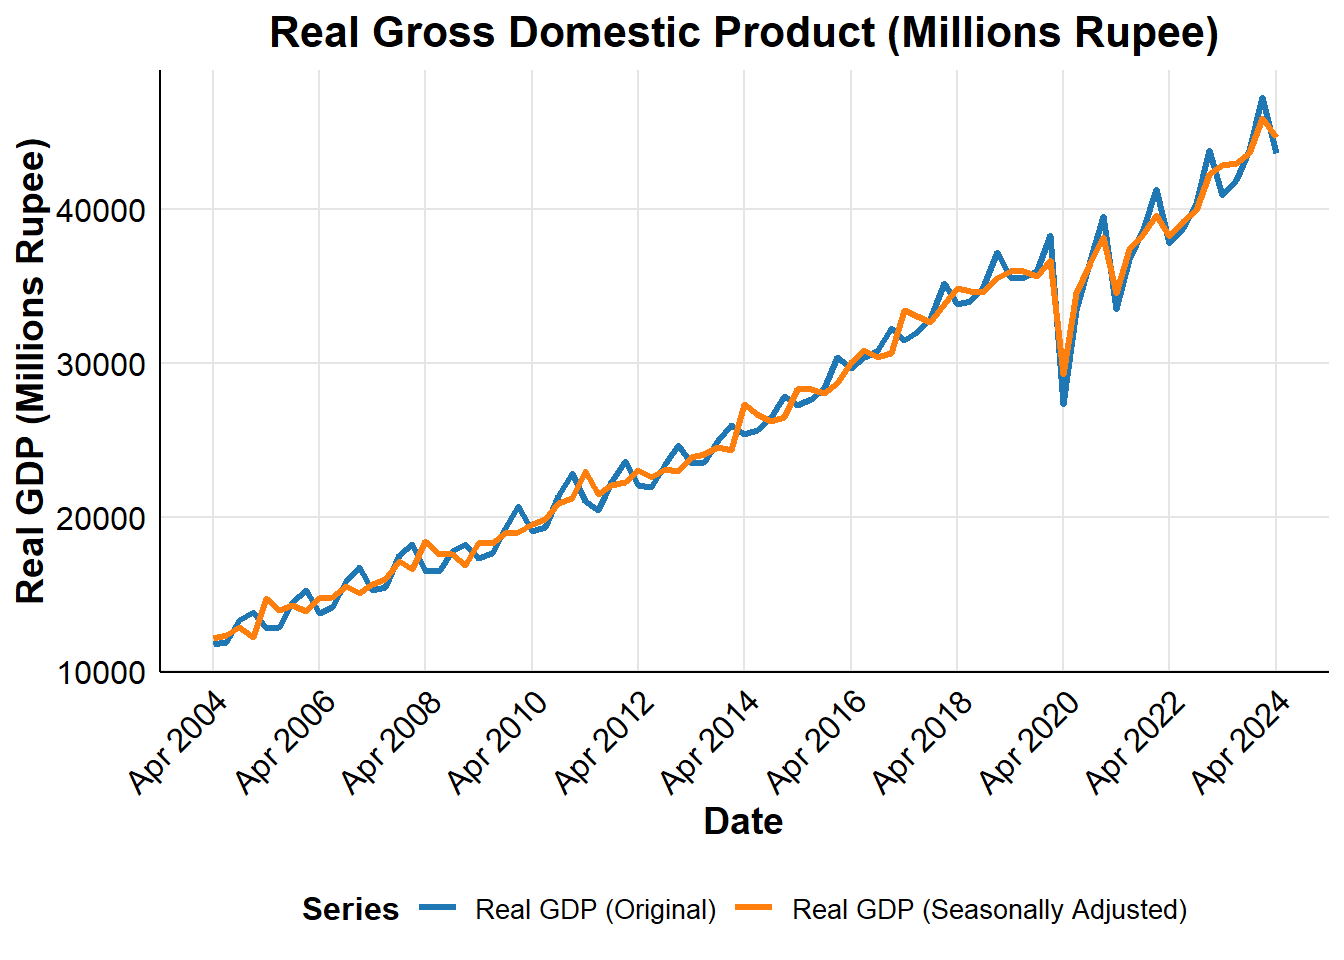 Real Gross Domestic Product (Millions Rupee)
Real GDP (Millions Rupee)
40000
30000
20000
10000
Apr 2004
Apr 2006
Apr 2008
Apr 2010
Apr 2012
Apr 2014
Apr 2016
Apr 2018
Apr 2020
Apr 2022
Apr 2024
Date
Series Real GDP (Original) Real GDP (Seasonally Adjusted)